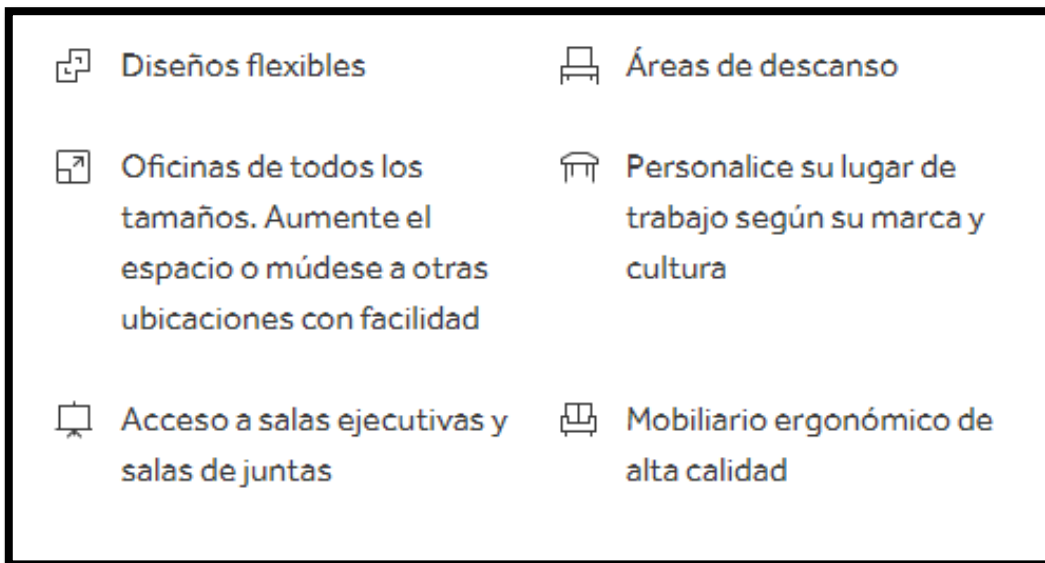 Diseños flexibles
Áreas de descanso
Oficinas de todos los
tamaños. Aumente el
espacio o múdese a otras
ubicaciones con facilidad
Personalice su lugar de
trabajo según su marca y
cultura
Acceso a salas ejecutivas y
salas de juntas
Mobiliario ergonómico de
alta calidad